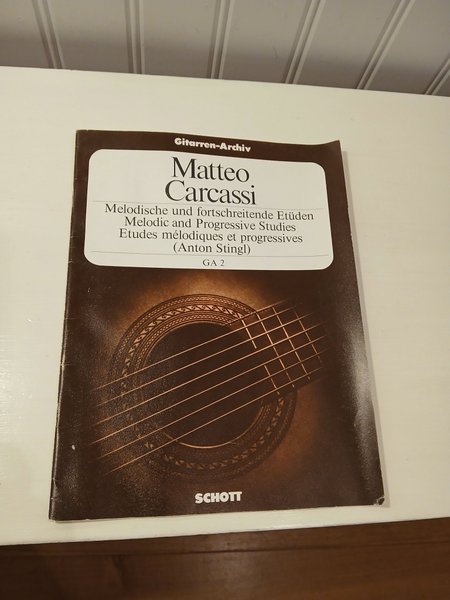 Gitarren-Archiv
Matteo
Carcassi
Melodische und fortschreitende Etüden
Melodic and Progressive Studies
Etudes mélodiques et progressives
(Anton Stingl)
GA 2
SCHOTT